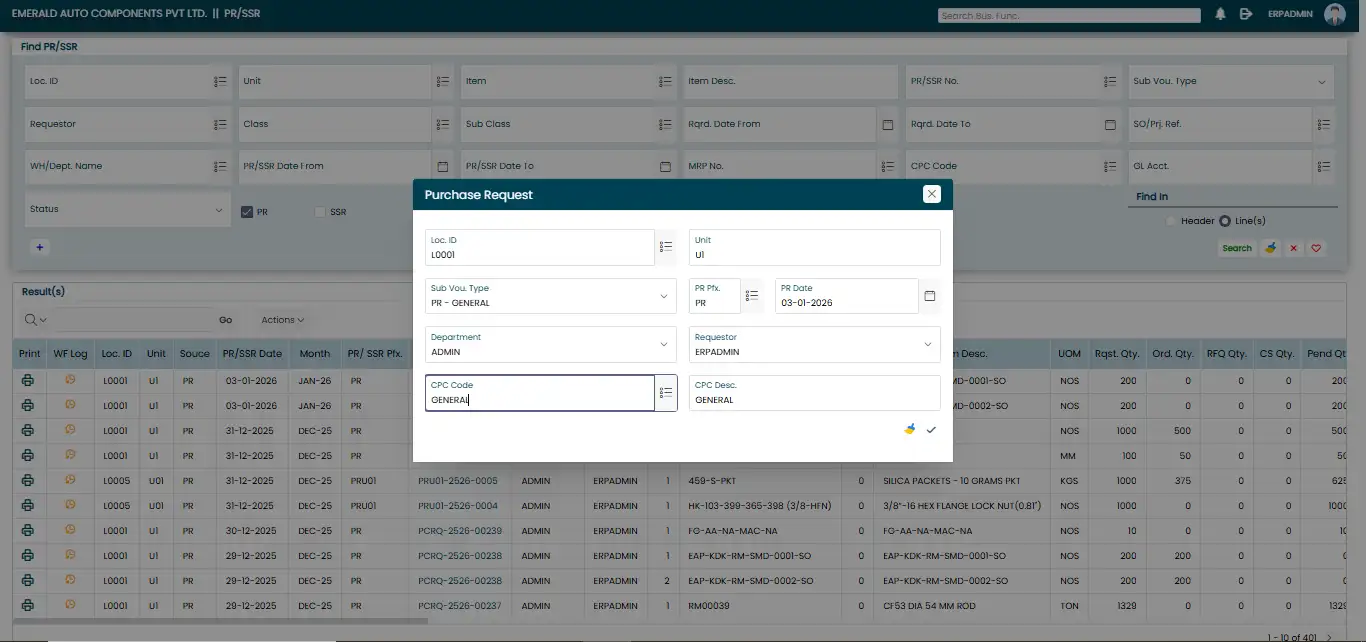 EMERALD AUTO COMPONENTS PVT LTD. || PR/SSR
Search Bus. Func.
ERPADMIN
Find PR/SSR
Loc. ID
Unit
Item
Item Desc.
PR/SSR No.
Sub Vou. Type
Requestor
Class
Sub Class
Rqrd. Date From
Rqrd. Date To
SO/Prj. Ref.
WH/Dept. Name
PR/SSR Date From
PR/SSR Date To
MRP No.
CPC Code
GL Acct.
Status
PR
SSR
Find In
Header
Line(s)
Search
Purchase Request
Loc. ID
L0001
Unit
U1
Sub Vou. Type
PR - GENERAL
PR Pfx.
PR
PR Date
03-01-2026
Department
ADMIN
Requestor
ERPADMIN
CPC Code
GENERAL
CPC Desc.
GENERAL
Result(s)
Go
Actions
Print WF Log Loc. ID Unit Souce PR/SSR Date Month PR/ SSR Pfx. m Desc. UOM Rqst. Qty. Ord. Qty. RFQ Qty. CS Qty. Pend Qt
L0001 U1 PR 03-01-2026 JAN-26 PR MD-0001-SO NOS 200 0 0 0 200
L0001 U1 PR 03-01-2026 JAN-26 PR MD-0002-SO NOS 200 0 0 0 200
L0001 U1 PR 31-12-2025 DEC-25 PR NOS 1000 500 0 0 500
L0001 U1 PR 31-12-2025 DEC-25 PR MM 100 50 0 0 50
L0005 U01 PR 31-12-2025 DEC-25 PRU01 PRU01-2526-0005 ADMIN ERPADMIN 1 459-S-PKT 0 SILICA PACKETS - 10 GRAMS PKT KGS 1000 375 0 0 625
L0005 U01 PR 31-12-2025 DEC-25 PRU01 PRU01-2526-0004 ADMIN ERPADMIN 1 HK-103-399-365-398 (3/8-HFN) 0 3/8"-16 HEX FLANGE LOCK NUT(0.81") NOS 1000 0 0 0 1000
L0001 U1 PR 30-12-2025 DEC-25 PR PCRQ-2526-00239 ADMIN ERPADMIN 1 FG-AA-NA-MAC-NA 0 FG-AA-NA-MAC-NA NOS 10 0 0 0 10
L0001 U1 PR 29-12-2025 DEC-25 PR PCRQ-2526-00238 ADMIN ERPADMIN 1 EAP-KDK-RM-SMD-0001-SO 0 EAP-KDK-RM-SMD-0001-SO NOS 200 200 0 0 0
L0001 U1 PR 29-12-2025 DEC-25 PR PCRQ-2526-00238 ADMIN ERPADMIN 2 EAP-KDK-RM-SMD-0002-SO 0 EAP-KDK-RM-SMD-0002-SO NOS 200 200 0 0 0
L0001 U1 PR 29-12-2025 DEC-25 PR PCRQ-2526-00237 ADMIN ERPADMIN 1 RM00039 0 CF53 DIA 54 MM ROD TON 1329 0 0 0 1329
1 - 10 of 401